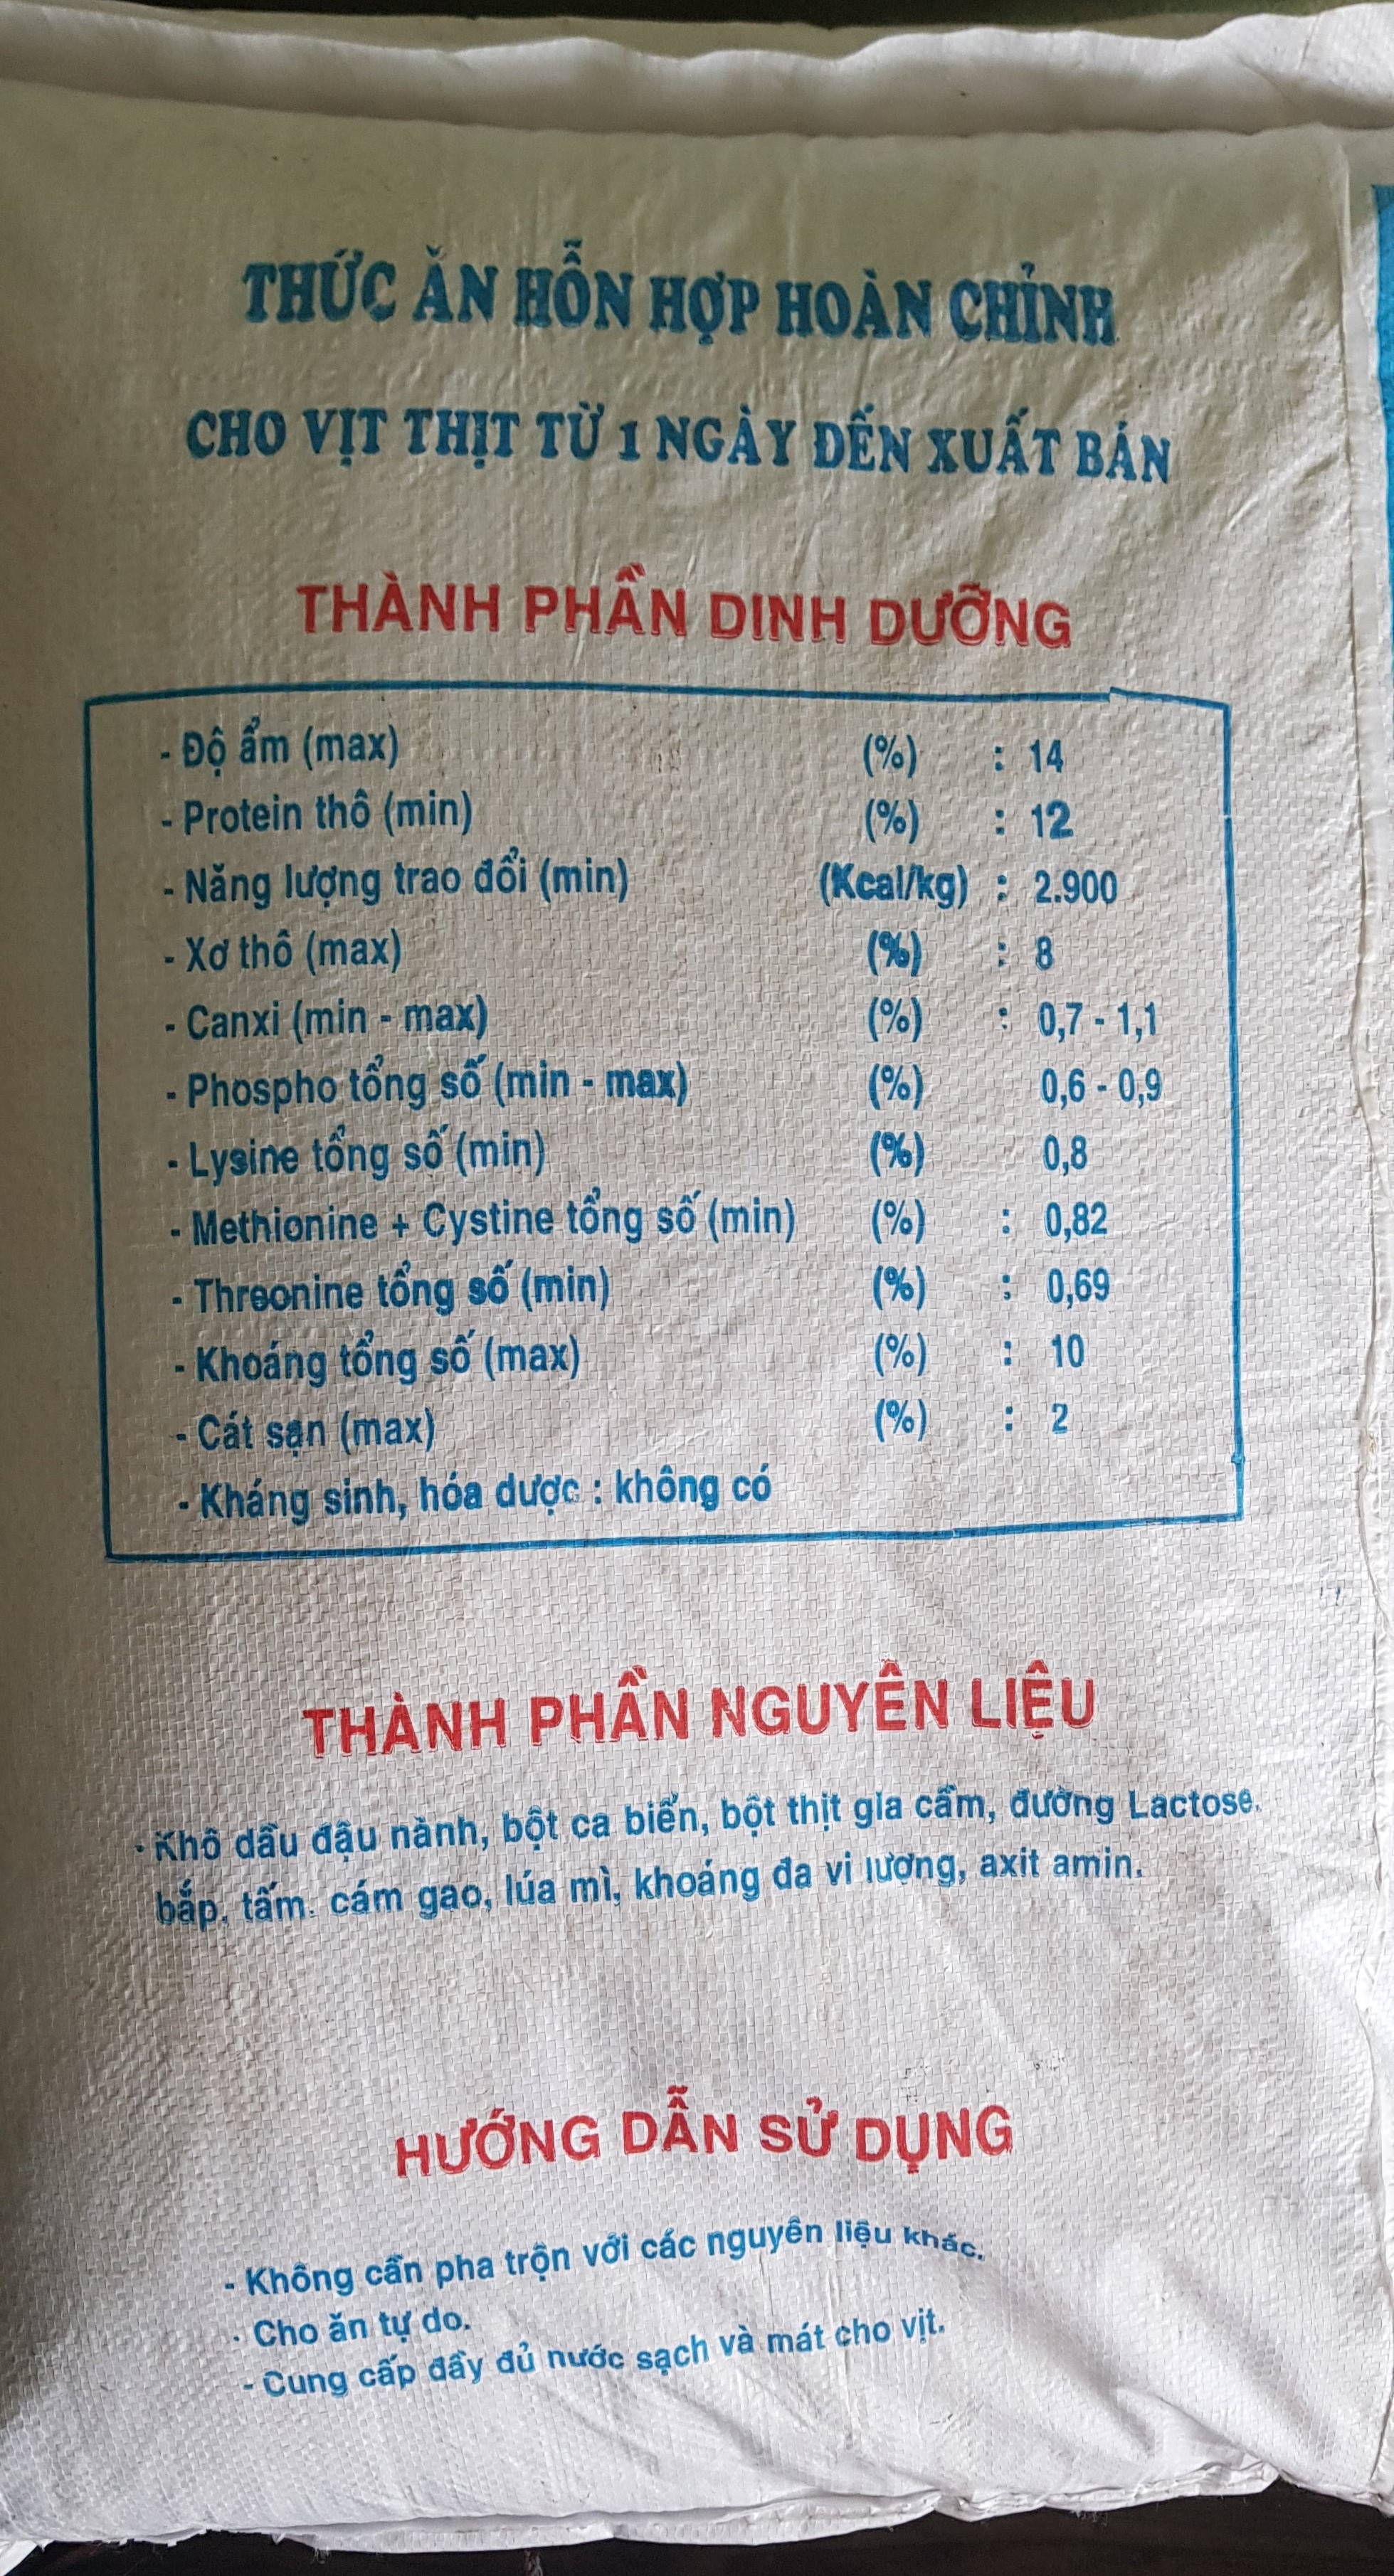 THỨC ĂN HỖN HỢP HOÀN CHỈNH
CHO VỊT THỊT TỪ 1 NGÀY ĐẾN XUẤT BÁN
THÀNH PHẦN DINH DƯỠNG
- Độ ẩm (max) (%) : 14
- Protein thô (min) (%) : 12
- Năng lượng trao đổi (min) (Kcal/kg) : 2.900
- Xơ thô (max) (%) : 8
- Canxi (min - max) (%) : 0,7 - 1,1
- Phospho tổng số (min - max) (%) 0,6 - 0,9
- Lysine tổng số (min) (%) 0,8
- Methionine + Cystine tổng số (min) (%) : 0,82
- Threonine tổng số (min) (%) : 0,69
- Khoáng tổng số (max) (%) : 10
- Cát sạn (max) (%) : 2
- Kháng sinh, hóa dược : không có
THÀNH PHẦN NGUYÊN LIỆU
- Khô dầu đậu nành, bột ca biển, bột thịt gia cầm, đường Lactose,
bắp, tấm, cám gạo, lúa mì, khoáng đa vi lượng, axit amin.
HƯỚNG DẪN SỬ DỤNG
- Không cần pha trộn với các nguyên liệu khác.
- Cho ăn tự do.
- Cung cấp đầy đủ nước sạch và mát cho vịt.